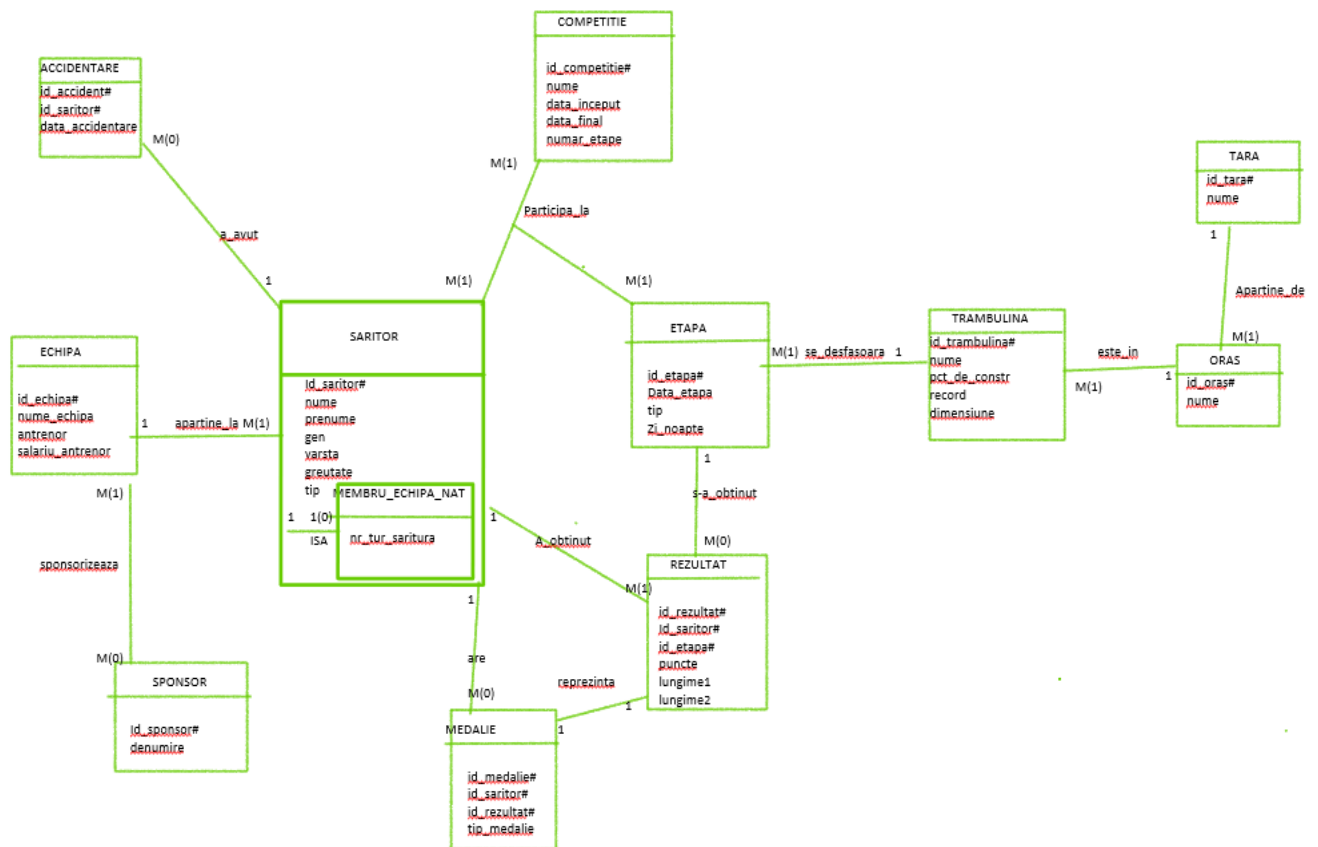 COMPETITIE
id_competitie#
nume
data_inceput
data_final
numar_etape
ACCIDENTARE
id_accident#
id_saritor#
data_accidentare
M(0)
a_avut
1
M(1)
Participa_la
M(1)
M(1)
TARA
id_tara#
nume
1
Apartine_de
M(1)
ORAS
id_oras#
nume
SARITOR
Id_saritor#
nume
prenume
gen
varsta
greutate
tip
MEMBRU_ECHIPA_NAT
nr_tur_saritura
1
1(0)
ISA
ECHIPA
id_echipa#
nume_echipa
antrenor
salariu_antrenor
1
apartine_la
M(1)
ETAPA
id_etapa#
Data_etapa
tip
Zi_noapte
M(1)
se_desfasoara
1
TRAMBULINA
id_trambulina#
nume
pct_de_constr
record
dimensiune
M(1)
este_in
1
M(1)
sponsorizeaza
M(0)
SPONSOR
Id_sponsor#
denumire
1
s-a_obtinut
M(0)
1
A_obtinut
M(1)
REZULTAT
id_rezultat#
Id_saritor#
id_etapa#
puncte
lungime1
lungime2
1
are
M(0)
reprezinta
1
1
MEDALIE
id_medalie#
id_saritor#
id_rezultat#
tip_medalie